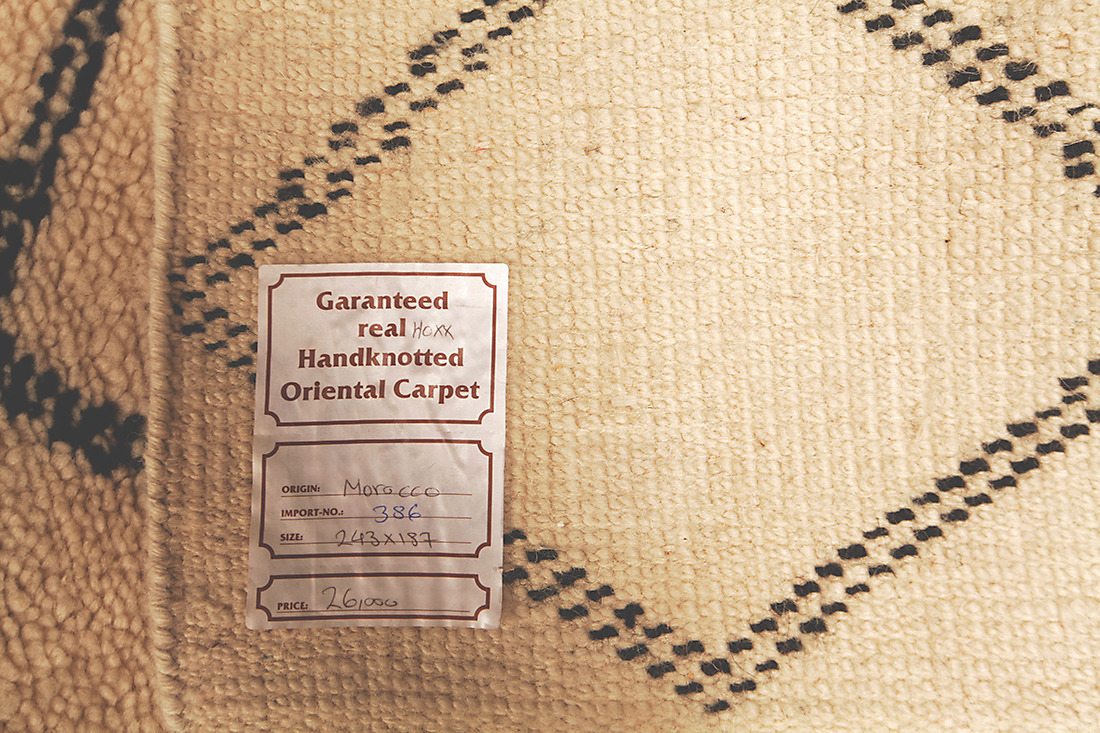 Garanteed
real Hoxx
Handknotted
Oriental Carpet
ORIGIN: Morocco
IMPORT-NO.: 386
SIZE: 243x187
PRICE: 26,000